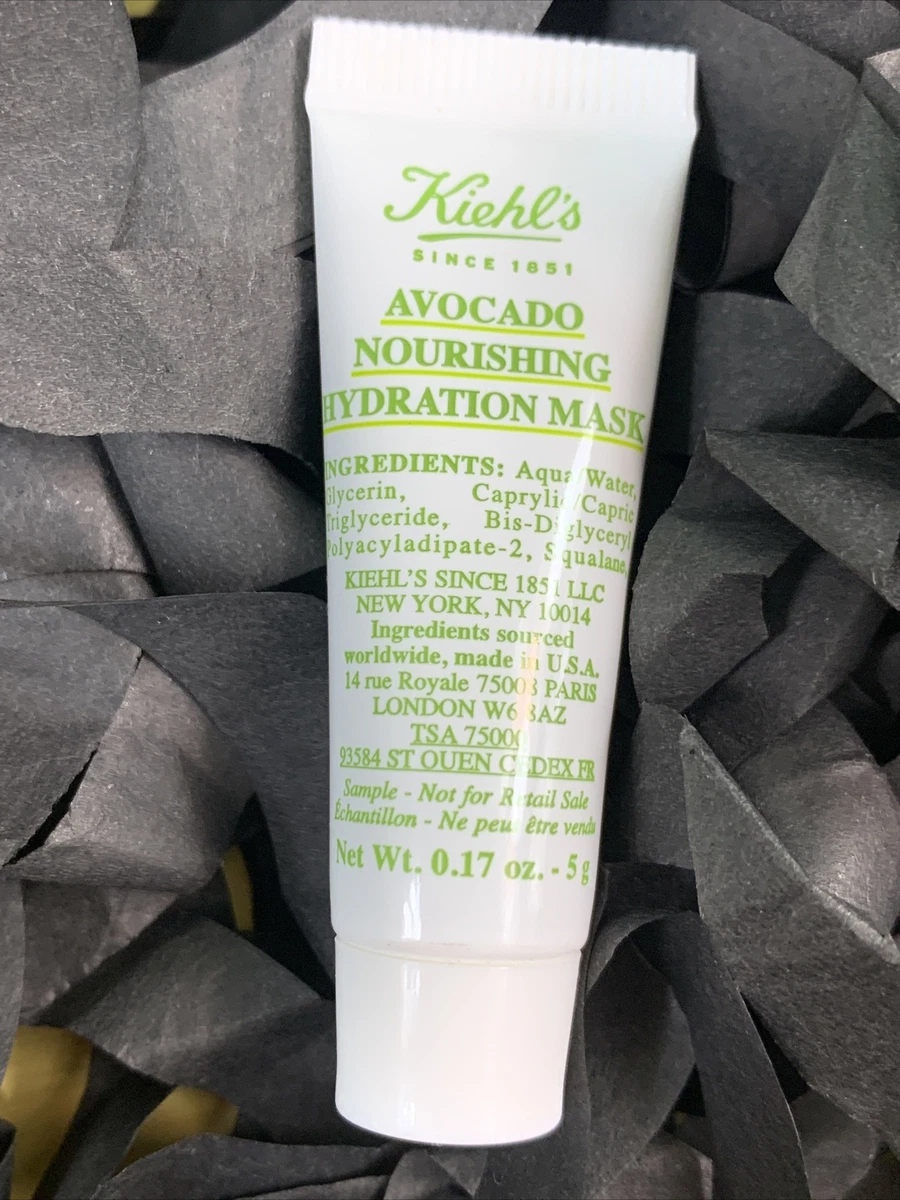 Kiehl's
SINCE 1851
AVOCADO
NOURISHING
HYDRATION MASK
INGREDIENTS: Aqua/Water,
Glycerin, Caprylic/Capric
Triglyceride, Bis-Diglyceryl
Polyacyladipate-2, Squalane,
KIEHL'S SINCE 1851 LLC
NEW YORK, NY 10014
Ingredients sourced
worldwide, made in U.S.A.
14 rue Royale 75008 PARIS
LONDON W6 8AZ
TSA 75000
93584 ST OUEN CEDEX FR
Sample - Not for Retail Sale
Échantillon - Ne peut être vendu
Net Wt. 0.17 oz. - 5 g